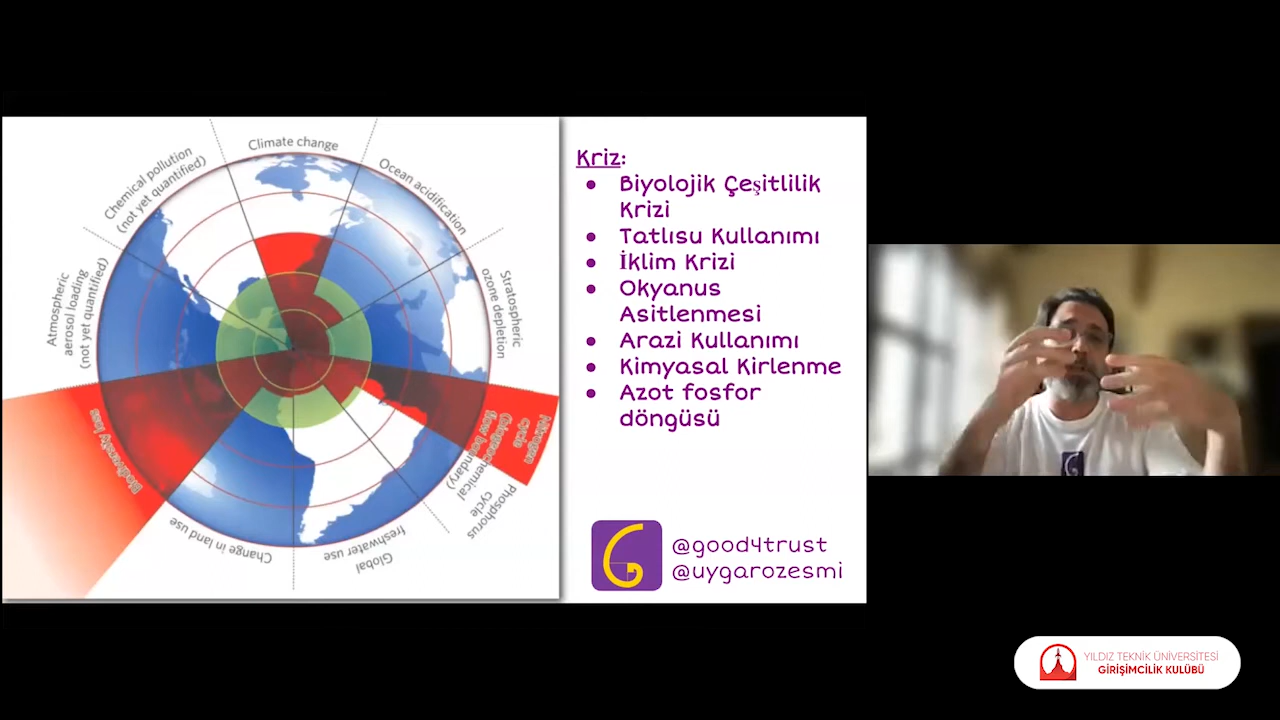 Climate change
Ocean acidification
Stratospheric
ozone depletion
Nitrogen
cycle
(biogeochemical
flow boundary)
Phosphorus
cycle
Global
freshwater use
Change in land use
Biodiversity loss
Atmospheric
aerosol loading
(not yet quantified)
Chemical pollution
(not yet quantified)
Kriz:
• Biyolojik Çeşitlilik
Krizi
• Tatlısu Kullanımı
• İklim Krizi
• Okyanus
Asitlenmesi
• Arazi Kullanımı
• Kimyasal Kirlenme
• Azot fosfor
döngüsü
@good4trust
@uygarozesmi
YILDIZ TEKNİK ÜNİVERSİTESİ
GİRİŞİMCİLİK KULÜBÜ